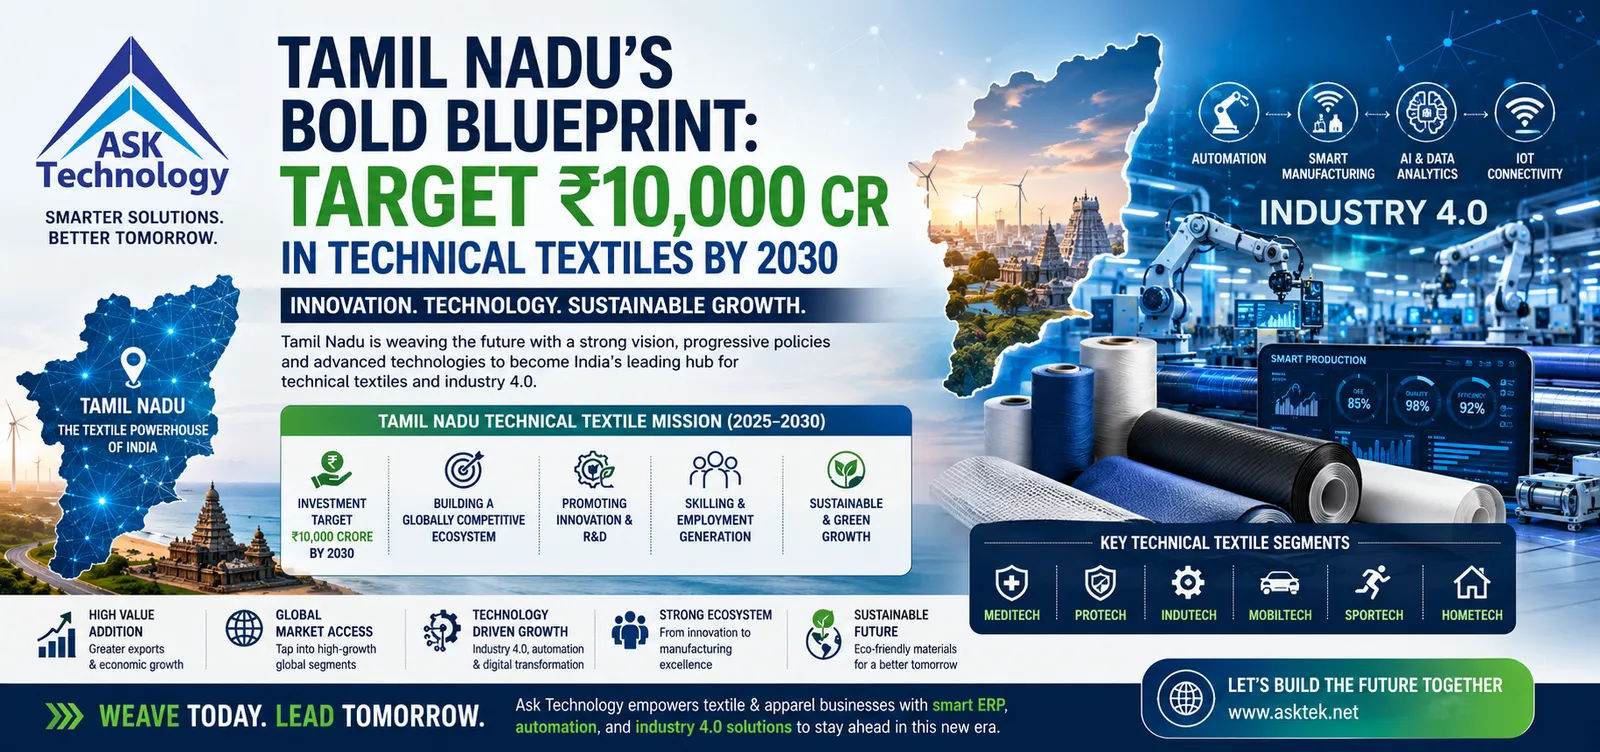 ASK
Technology
SMARTER SOLUTIONS.
BETTER TOMORROW.
TAMIL NADU'S
BOLD BLUEPRINT:
TARGET ₹10,000 CR
IN TECHNICAL TEXTILES BY 2030
INNOVATION. TECHNOLOGY. SUSTAINABLE GROWTH.
Tamil Nadu is weaving the future with a strong vision, progressive policies
and advanced technologies to become India's leading hub for
technical textiles and industry 4.0.
TAMIL NADU
THE TEXTILE POWERHOUSE
OF INDIA
TAMIL NADU TECHNICAL TEXTILE MISSION (2025–2030)
INVESTMENT
TARGET
₹10,000 CRORE
BY 2030
BUILDING A
GLOBALLY COMPETITIVE
ECOSYSTEM
PROMOTING
INNOVATION &
R&D
SKILLING &
EMPLOYMENT
GENERATION
SUSTAINABLE
& GREEN
GROWTH
AUTOMATION
SMART
MANUFACTURING
AI & DATA
ANALYTICS
IOT
CONNECTIVITY
INDUSTRY 4.0
SMART PRODUCTION
OEE
85%
QUALITY
98%
EFFICIENCY
92%
KEY TECHNICAL TEXTILE SEGMENTS
MEDITECH
PROTECH
INDUTECH
MOBILTECH
SPORTECH
HOMETECH
HIGH VALUE
ADDITION
Greater exports
& economic growth
GLOBAL
MARKET ACCESS
Tap into high-growth
global segments
TECHNOLOGY
DRIVEN GROWTH
Industry 4.0, automation
& digital transformation
STRONG ECOSYSTEM
From innovation to
manufacturing
excellence
SUSTAINABLE
FUTURE
Eco-friendly materials
for a better tomorrow
WEAVE TODAY. LEAD TOMORROW.
Ask Technology empowers textile & apparel businesses with smart ERP,
automation, and industry 4.0 solutions to stay ahead in this new era.
LET'S BUILD THE FUTURE TOGETHER
www.asktek.net